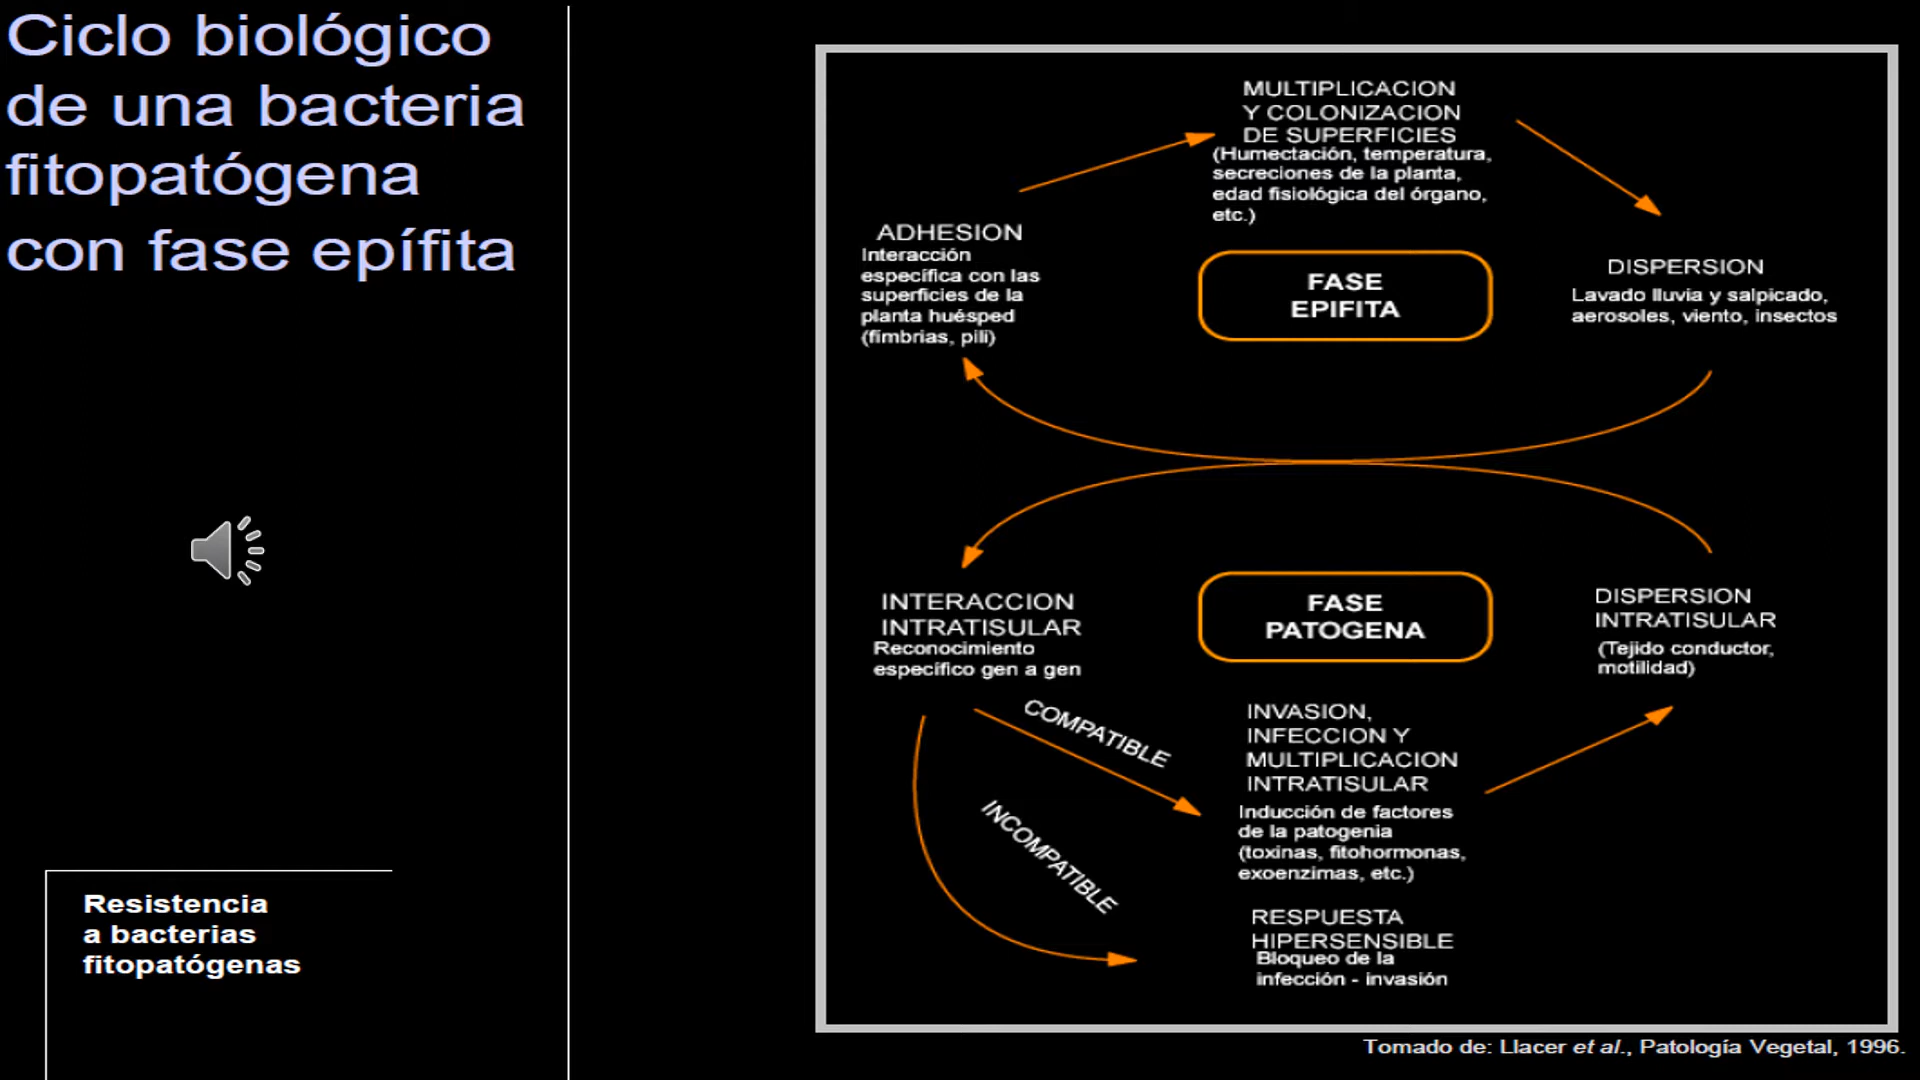 Ciclo biológico
de una bacteria
fitopatógena
con fase epífita
Resistencia
a bacterias
fitopatógenas
MULTIPLICACION
Y COLONIZACION
DE SUPERFICIES
(Humectación, temperatura,
secreciones de la planta,
edad fisiológica del órgano,
etc.)
ADHESION
Interacción
específica con las
superficies de la
planta huésped
(fimbrias, pili)
FASE
EPIFITA
DISPERSION
Lavado lluvia y salpicado,
aerosoles, viento, insectos
INTERACCION
INTRATISULAR
Reconocimiento
específico gen a gen
FASE
PATOGENA
DISPERSION
INTRATISULAR
(Tejido conductor,
motilidad)
COMPATIBLE
INCOMPATIBLE
INVASION,
INFECCION Y
MULTIPLICACION
INTRATISULAR
Inducción de factores
de la patogenia
(toxinas, fitohormonas,
exoenzimas, etc.)
RESPUESTA
HIPERSENSIBLE
Bloqueo de la
infección - invasión
Tomado de: Llacer et al., Patología Vegetal, 1996.